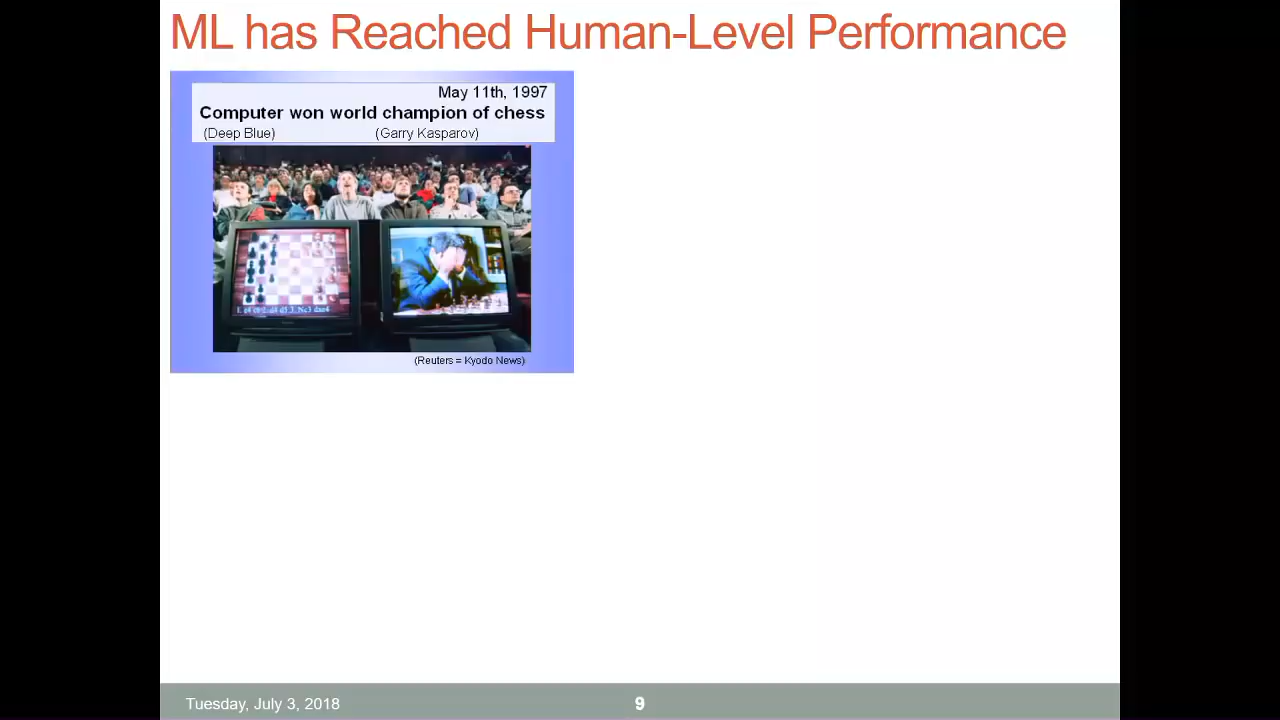 ML has Reached Human-Level Performance
May 11th, 1997
Computer won world champion of chess
(Deep Blue) (Garry Kasparov)
(Reuters = Kyodo News)
Tuesday, July 3, 2018 9